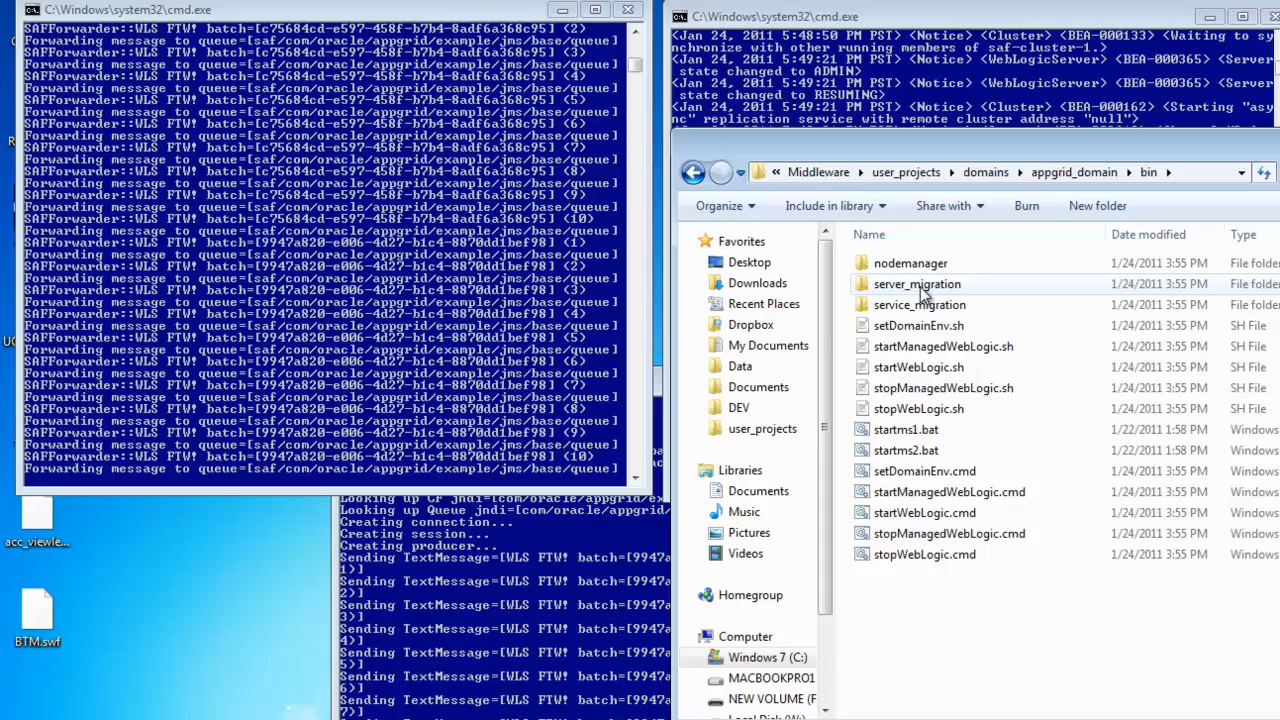 C:\Windows\system32\cmd.exe
SAFForwarder::WLS FTW! batch=[c75684cd-e597-458f-b7b4-8adf6a368c95] (2)
Forwarding message to queue=[saf/com/oracle/appgrid/ex/jms/base/queue]
SAFForwarder::WLS FTW! batch=[c75684cd-e597-458f-b7b4-8adf6a368c95] (3)
Forwarding message to queue=[saf/com/oracle/appgrid/ex/jms/base/queue]
SAFForwarder::WLS FTW! batch=[c75684cd-e597-458f-b7b4-8adf6a368c95] (4)
Forwarding message to queue=[saf/com/oracle/appgrid/ex/jms/base/queue]
SAFForwarder::WLS FTW! batch=[c75684cd-e597-458f-b7b4-8adf6a368c95] (5)
Forwarding message to queue=[saf/com/oracle/appgrid/ex/jms/base/queue]
SAFForwarder::WLS FTW! batch=[c75684cd-e597-458f-b7b4-8adf6a368c95] (6)
Forwarding message to queue=[saf/com/oracle/appgrid/ex/jms/base/queue]
SAFForwarder::WLS FTW! batch=[c75684cd-e597-458f-b7b4-8adf6a368c95] (7)
Forwarding message to queue=[saf/com/oracle/appgrid/ex/jms/base/queue]
SAFForwarder::WLS FTW! batch=[c75684cd-e597-458f-b7b4-8adf6a368c95] (8)
Forwarding message to queue=[saf/com/oracle/appgrid/ex/jms/base/queue]
SAFForwarder::WLS FTW! batch=[c75684cd-e597-458f-b7b4-8adf6a368c95] (9)
Forwarding message to queue=[saf/com/oracle/appgrid/ex/jms/base/queue]
SAFForwarder::WLS FTW! batch=[c75684cd-e597-458f-b7b4-8adf6a368c95] (10)
Forwarding message to queue=[saf/com/oracle/appgrid/ex/jms/base/queue]
SAFForwarder::WLS FTW! batch=[9947a820-e006-4d27-b1c4-8870dd1bef98] (1)
Forwarding message to queue=[saf/com/oracle/appgrid/ex/jms/base/queue]
SAFForwarder::WLS FTW! batch=[9947a820-e006-4d27-b1c4-8870dd1bef98] (2)
Forwarding message to queue=[saf/com/oracle/appgrid/ex/jms/base/queue]
SAFForwarder::WLS FTW! batch=[9947a820-e006-4d27-b1c4-8870dd1bef98] (3)
Forwarding message to queue=[saf/com/oracle/appgrid/ex/jms/base/queue]
SAFForwarder::WLS FTW! batch=[9947a820-e006-4d27-b1c4-8870dd1bef98] (4)
Forwarding message to queue=[saf/com/oracle/appgrid/ex/jms/base/queue]
SAFForwarder::WLS FTW! batch=[9947a820-e006-4d27-b1c4-8870dd1bef98] (5)
Forwarding message to queue=[saf/com/oracle/appgrid/ex/jms/base/queue]
SAFForwarder::WLS FTW! batch=[9947a820-e006-4d27-b1c4-8870dd1bef98] (6)
Forwarding message to queue=[saf/com/oracle/appgrid/ex/jms/base/queue]
SAFForwarder::WLS FTW! batch=[9947a820-e006-4d27-b1c4-8870dd1bef98] (7)
Forwarding message to queue=[saf/com/oracle/appgrid/ex/jms/base/queue]
SAFForwarder::WLS FTW! batch=[9947a820-e006-4d27-b1c4-8870dd1bef98] (8)
Forwarding message to queue=[saf/com/oracle/appgrid/ex/jms/base/queue]
SAFForwarder::WLS FTW! batch=[9947a820-e006-4d27-b1c4-8870dd1bef98] (9)
Forwarding message to queue=[saf/com/oracle/appgrid/ex/jms/base/queue]
SAFForwarder::WLS FTW! batch=[9947a820-e006-4d27-b1c4-8870dd1bef98] (10)
Forwarding message to queue=[saf/com/oracle/appgrid/ex/jms/base/queue]
C:\Windows\system32\cmd.exe
<Jan 24, 2011 5:48:50 PM PST> <Notice> <Cluster> <BEA-000133> <Waiting to sy
nchronize with other running members of saf-cluster-1.>
<Jan 24, 2011 5:49:21 PM PST> <Notice> <WebLogicServer> <BEA-000365> <Server
state changed to ADMIN>
<Jan 24, 2011 5:49:21 PM PST> <Notice> <WebLogicServer> <BEA-000365> <Server
state changed to RESUMING>
<Jan 24, 2011 5:49:21 PM PST> <Notice> <Cluster> <BEA-000162> <Starting "asy
nc" replication service with remote cluster address "null">
« Middleware user_projects domains appgrid_domain bin
Organize Include in library Share with Burn New folder
Favorites
Desktop
Downloads
Recent Places
Dropbox
My Documents
Data
Documents
DEV
user_projects
Libraries
Documents
Music
Pictures
Videos
Homegroup
Computer
Windows 7 (C:)
MACBOOKPRO1
NEW VOLUME (F
Local Disk (W:)
Name Date modified Type
nodemanager 1/24/2011 3:55 PM File folde
server_migration 1/24/2011 3:55 PM File folde
service_migration 1/24/2011 3:55 PM File folde
setDomainEnv.sh 1/24/2011 3:55 PM SH File
startManagedWebLogic.sh 1/24/2011 3:55 PM SH File
startWebLogic.sh 1/24/2011 3:55 PM SH File
stopManagedWebLogic.sh 1/24/2011 3:55 PM SH File
stopWebLogic.sh 1/24/2011 3:55 PM SH File
startms1.bat 1/22/2011 1:58 PM Windows
startms2.bat 1/22/2011 1:58 PM Windows
setDomainEnv.cmd 1/24/2011 3:55 PM Windows
startManagedWebLogic.cmd 1/24/2011 3:55 PM Windows
startWebLogic.cmd 1/24/2011 3:55 PM Windows
stopManagedWebLogic.cmd 1/24/2011 3:55 PM Windows
stopWebLogic.cmd 1/24/2011 3:55 PM Windows
Looking up CF jndi=[com/oracle/appgrid/ex
Looking up Queue jndi=[com/oracle/appgrid
Creating connection...
Creating session...
Creating producer...
Sending TextMessage=[WLS FTW! batch=[9947a
1)]
Sending TextMessage=[WLS FTW! batch=[9947a
2)]
Sending TextMessage=[WLS FTW! batch=[9947a
3)]
Sending TextMessage=[WLS FTW! batch=[9947a
4)]
Sending TextMessage=[WLS FTW! batch=[9947a
5)]
Sending TextMessage=[WLS FTW! batch=[9947a
6)]
Sending TextMessage=[WLS FTW! batch=[9947a
7)]
acc_viewle...
BTM.swf